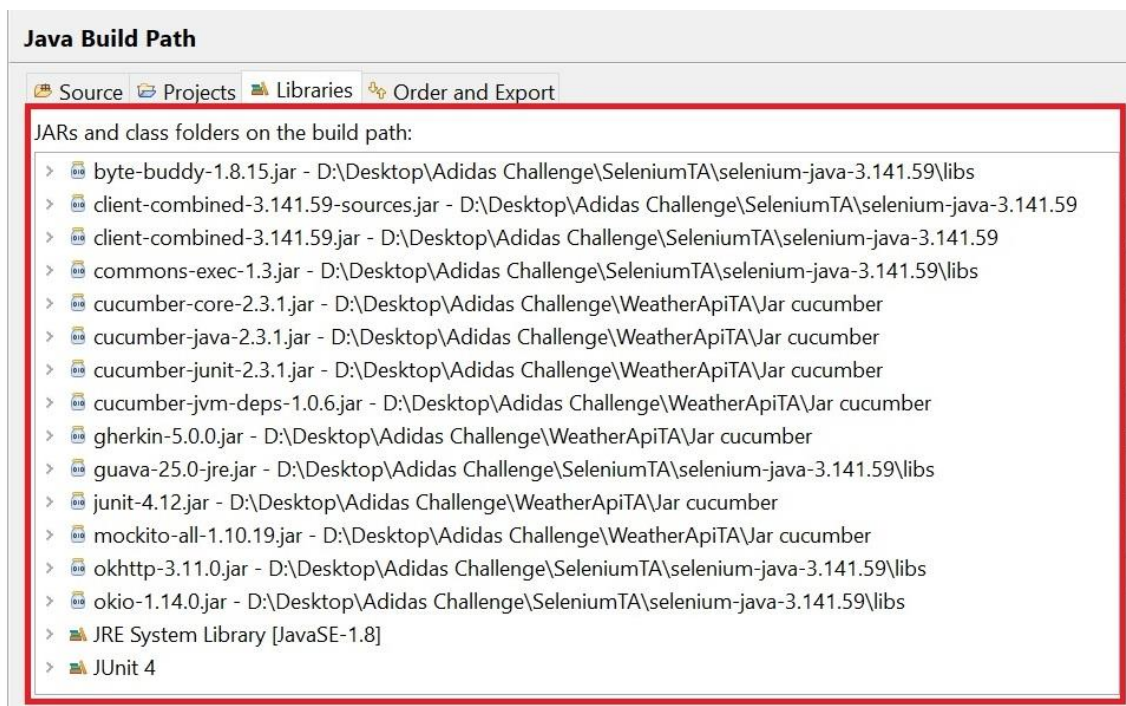 Java Build Path
Source Projects Libraries Order and Export
JARs and class folders on the build path:
byte-buddy-1.8.15.jar - D:\Desktop\Adidas Challenge\SeleniumTA\selenium-java-3.141.59\libs
client-combined-3.141.59-sources.jar - D:\Desktop\Adidas Challenge\SeleniumTA\selenium-java-3.141.59
client-combined-3.141.59.jar - D:\Desktop\Adidas Challenge\SeleniumTA\selenium-java-3.141.59
commons-exec-1.3.jar - D:\Desktop\Adidas Challenge\SeleniumTA\selenium-java-3.141.59\libs
cucumber-core-2.3.1.jar - D:\Desktop\Adidas Challenge\WeatherApiTA\Jar cucumber
cucumber-java-2.3.1.jar - D:\Desktop\Adidas Challenge\WeatherApiTA\Jar cucumber
cucumber-junit-2.3.1.jar - D:\Desktop\Adidas Challenge\WeatherApiTA\Jar cucumber
cucumber-jvm-deps-1.0.6.jar - D:\Desktop\Adidas Challenge\WeatherApiTA\Jar cucumber
gherkin-5.0.0.jar - D:\Desktop\Adidas Challenge\WeatherApiTA\Jar cucumber
guava-25.0-jre.jar - D:\Desktop\Adidas Challenge\SeleniumTA\selenium-java-3.141.59\libs
junit-4.12.jar - D:\Desktop\Adidas Challenge\WeatherApiTA\Jar cucumber
mockito-all-1.10.19.jar - D:\Desktop\Adidas Challenge\WeatherApiTA\Jar cucumber
okhttp-3.11.0.jar - D:\Desktop\Adidas Challenge\SeleniumTA\selenium-java-3.141.59\libs
okio-1.14.0.jar - D:\Desktop\Adidas Challenge\SeleniumTA\selenium-java-3.141.59\libs
JRE System Library [JavaSE-1.8]
JUnit 4